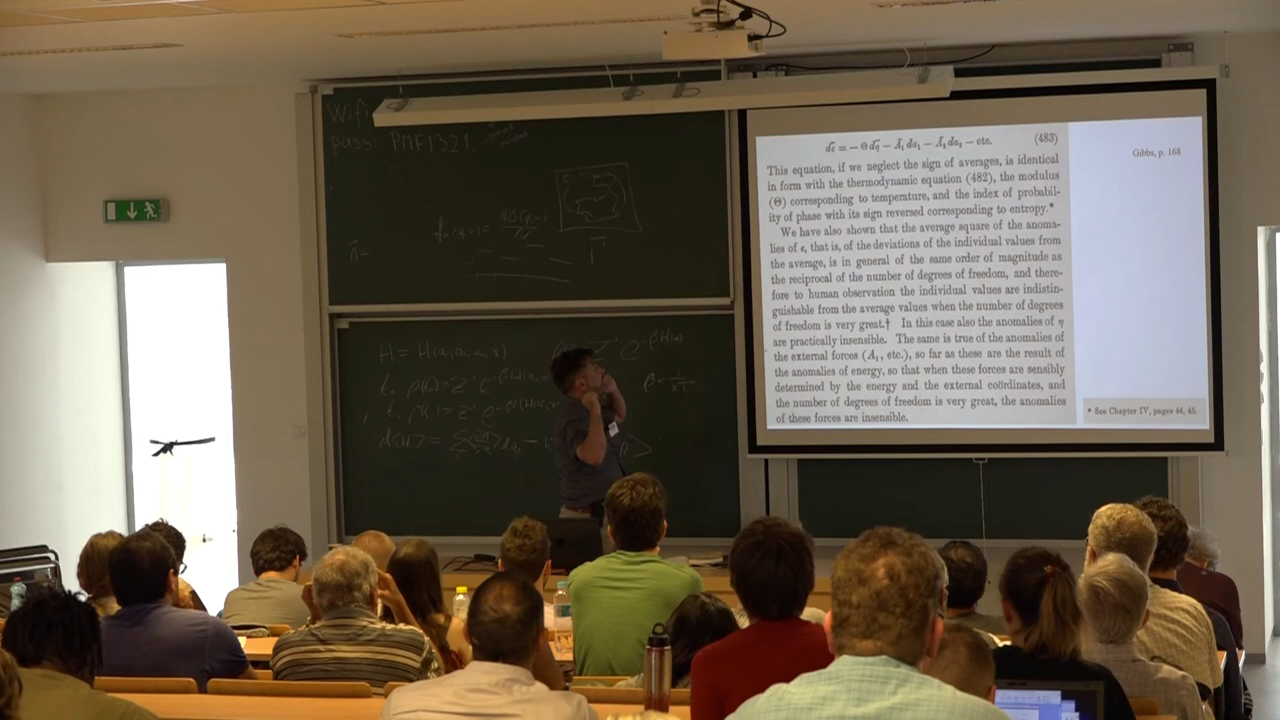 Wifi
pass: PMF1321.
H = H(
d<H> =
dε̄ = − Θ dη̄ − Ā₁ da₁ − Ā₂ da₂ − etc. (483)
This equation, if we neglect the sign of averages, is identical
in form with the thermodynamic equation (482), the modulus
(Θ) corresponding to temperature, and the index of probabil-
ity of phase with its sign reversed corresponding to entropy.*
We have also shown that the average square of the anoma-
lies of ε, that is, of the deviations of the individual values from
the average, is in general of the same order of magnitude as
the reciprocal of the number of degrees of freedom, and there-
fore to human observation the individual values are indistin-
guishable from the average values when the number of degrees
of freedom is very great.† In this case also the anomalies of η
are practically insensible. The same is true of the anomalies of
the external forces (A₁, etc.), so far as these are the result of
the anomalies of energy, so that when these forces are sensibly
determined by the energy and the external coördinates, and
the number of degrees of freedom is very great, the anomalies
of these forces are insensible.
Gibbs, p. 168
* See Chapter IV, pages 44, 45.